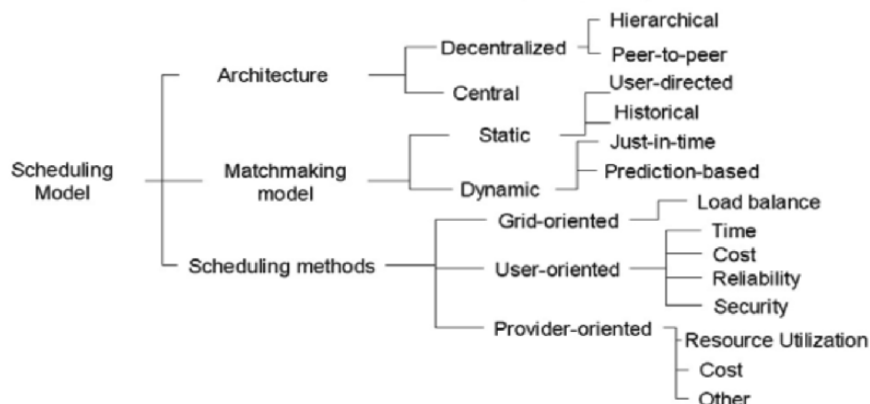 Hierarchical
Decentralized
Peer-to-peer
Architecture
User-directed
Central
Historical
Static
Just-in-time
Scheduling
Model
Matchmaking
model
Prediction-based
Dynamic
Load balance
Grid-oriented
Time
Cost
Scheduling methods
User-oriented
Reliability
Security
Provider-oriented
Resource Utilization
Cost
Other